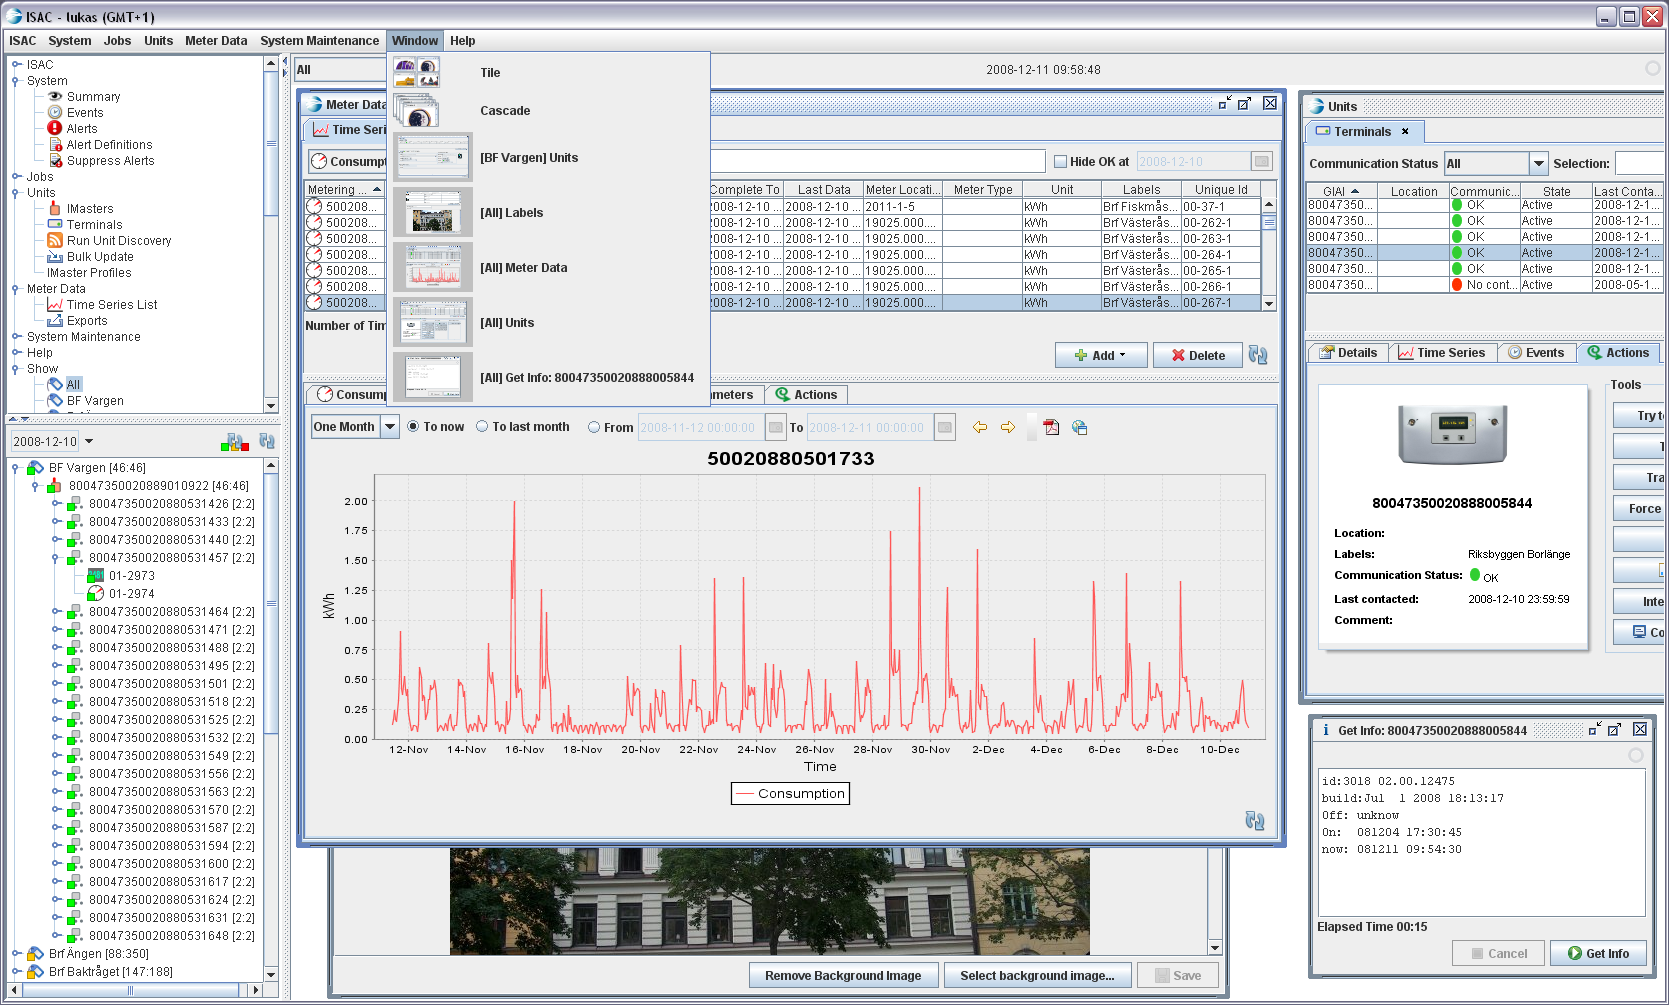 ISAC - lukas (GMT+1)
ISAC System Jobs Units Meter Data System Maintenance Window Help
ISAC
System
Summary
Events
Alerts
Alert Definitions
Suppress Alerts
Jobs
Units
IMasters
Terminals
Run Unit Discovery
Bulk Update
IMaster Profiles
Meter Data
Time Series List
Exports
System Maintenance
Help
Show
All
BF Vargen
2008-12-10
BF Vargen [46:46]
80047350020889010922 [46:46]
80047350020880531426 [2:2]
80047350020880531433 [2:2]
80047350020880531440 [2:2]
80047350020880531457 [2:2]
01-2973
01-2974
80047350020880531464 [2:2]
80047350020880531471 [2:2]
80047350020880531488 [2:2]
80047350020880531495 [2:2]
80047350020880531501 [2:2]
80047350020880531518 [2:2]
80047350020880531525 [2:2]
80047350020880531532 [2:2]
80047350020880531549 [2:2]
80047350020880531556 [2:2]
80047350020880531563 [2:2]
80047350020880531570 [2:2]
80047350020880531587 [2:2]
80047350020880531594 [2:2]
80047350020880531600 [2:2]
80047350020880531617 [2:2]
80047350020880531624 [2:2]
80047350020880531631 [2:2]
80047350020880531648 [2:2]
Brf Ängen [88:350]
Brf Baktråget [147:188]
All
2008-12-11 09:58:48
Tile
Cascade
[BF Vargen] Units
[All] Labels
[All] Meter Data
[All] Units
[All] Get Info: 80047350020888005844
Meter Data
Time Seri
Consumpt
Hide OK at 2008-12-10
Metering ... Complete To Last Data Meter Locati... Meter Type Unit Labels Unique Id
500208... 2008-12-10 ... 2008-12-10 ... 2011-1-5 kWh Brf Fiskmås... 00-37-1
500208... 2008-12-10 ... 2008-12-10 ... 19025.000.... kWh Brf Västerås... 00-262-1
500208... 2008-12-10 ... 2008-12-10 ... 19025.000.... kWh Brf Västerås... 00-263-1
500208... 2008-12-10 ... 2008-12-10 ... 19025.000.... kWh Brf Västerås... 00-264-1
500208... 2008-12-10 ... 2008-12-10 ... 19025.000.... kWh Brf Västerås... 00-265-1
500208... 2008-12-10 ... 2008-12-10 ... 19025.000.... kWh Brf Västerås... 00-266-1
500208... 2008-12-10 ... 2008-12-10 ... 19025.000.... kWh Brf Västerås... 00-267-1
Number of Tim
Add Delete
Consump rameters Actions
One Month To now To last month From 2008-11-12 00:00:00 To 2008-12-11 00:00:00
50020880501733
kWh
2.00
1.75
1.50
1.25
1.00
0.75
0.50
0.25
0.00
12-Nov 14-Nov 16-Nov 18-Nov 20-Nov 22-Nov 24-Nov 26-Nov 28-Nov 30-Nov 2-Dec 4-Dec 6-Dec 8-Dec 10-Dec
Time
Consumption
Remove Background Image Select background image... Save
Units
Terminals
Communication Status All Selection:
GIAI Location Communic... State Last Conta...
80047350... OK Active 2008-12-1...
80047350... OK Active 2008-12-1...
80047350... OK Active 2008-12-1...
80047350... OK Active 2008-12-1...
80047350... OK Active 2008-12-1...
80047350... No cont... Active 2008-05-1...
Details Time Series Events Actions
80047350020888005844
Location:
Labels: Riksbyggen Borlänge
Communication Status: OK
Last contacted: 2008-12-10 23:59:59
Comment:
Tools
Try to
T
Tra
Force
Inte
Co
Get Info: 80047350020888005844
id:3018 02.00.12475
build:Jul 1 2008 18:13:17
Off: unknow
On: 081204 17:30:45
now: 081211 09:54:30
Elapsed Time 00:15
Cancel Get Info